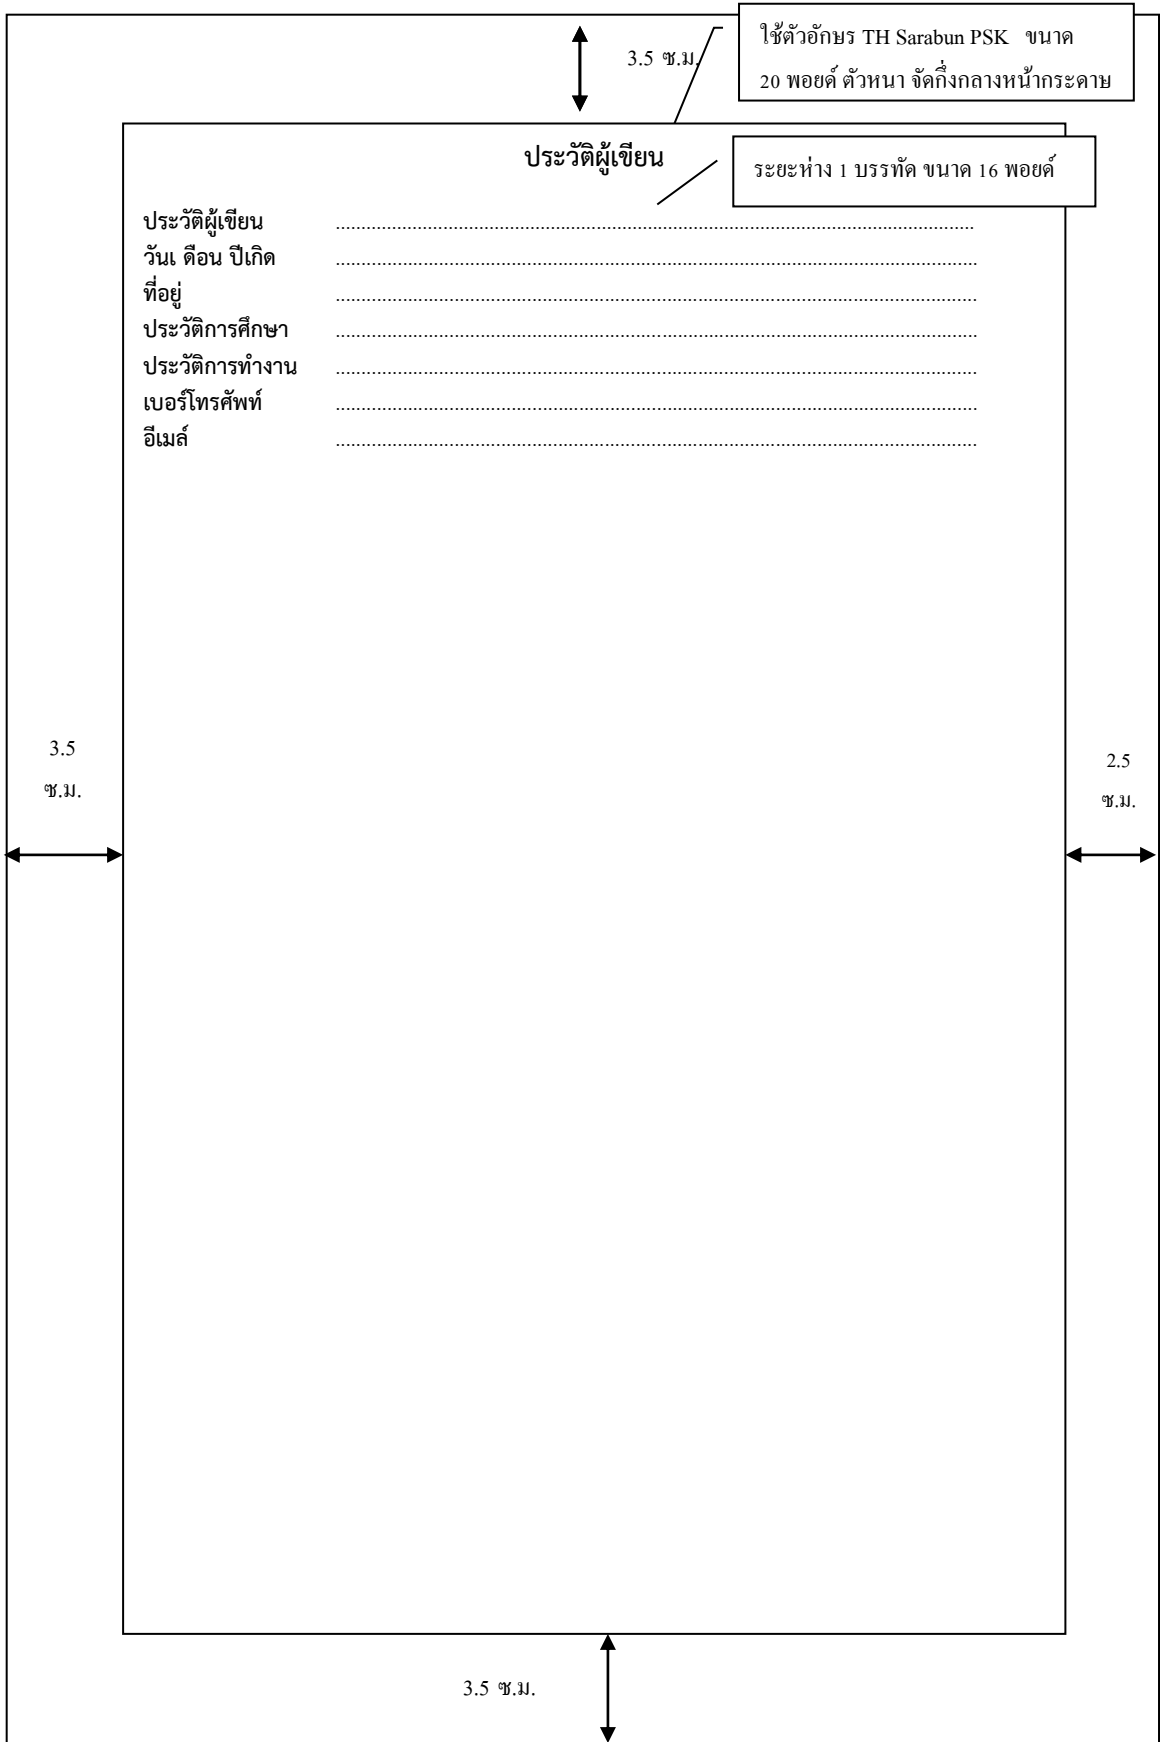 3.5 ซ.ม.
ใช้ตัวอักษร TH Sarabun PSK ขนาด
20 พอยด์ ตัวหนา จัดกึ่งกลางหน้ากระดาษ
ประวัติผู้เขียน
ระยะห่าง 1 บรรทัด ขนาด 16 พอยด์
ประวัติผู้เขียน ........................................................................................................................
วันเ ดือน ปีเกิด ........................................................................................................................
ที่อยู่ ........................................................................................................................
ประวัติการศึกษา ........................................................................................................................
ประวัติการทำงาน ........................................................................................................................
เบอร์โทรศัพท์ ........................................................................................................................
อีเมล์ ........................................................................................................................
3.5
ซ.ม.
2.5
ซ.ม.
3.5 ซ.ม.